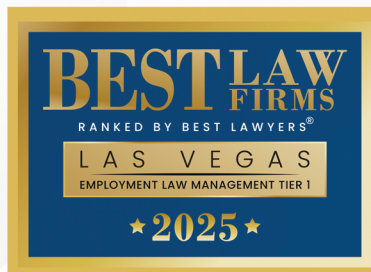 BEST LAW
FIRMS
RANKED BY BEST LAWYERS®
LAS VEGAS
EMPLOYMENT LAW MANAGEMENT TIER 1
2025